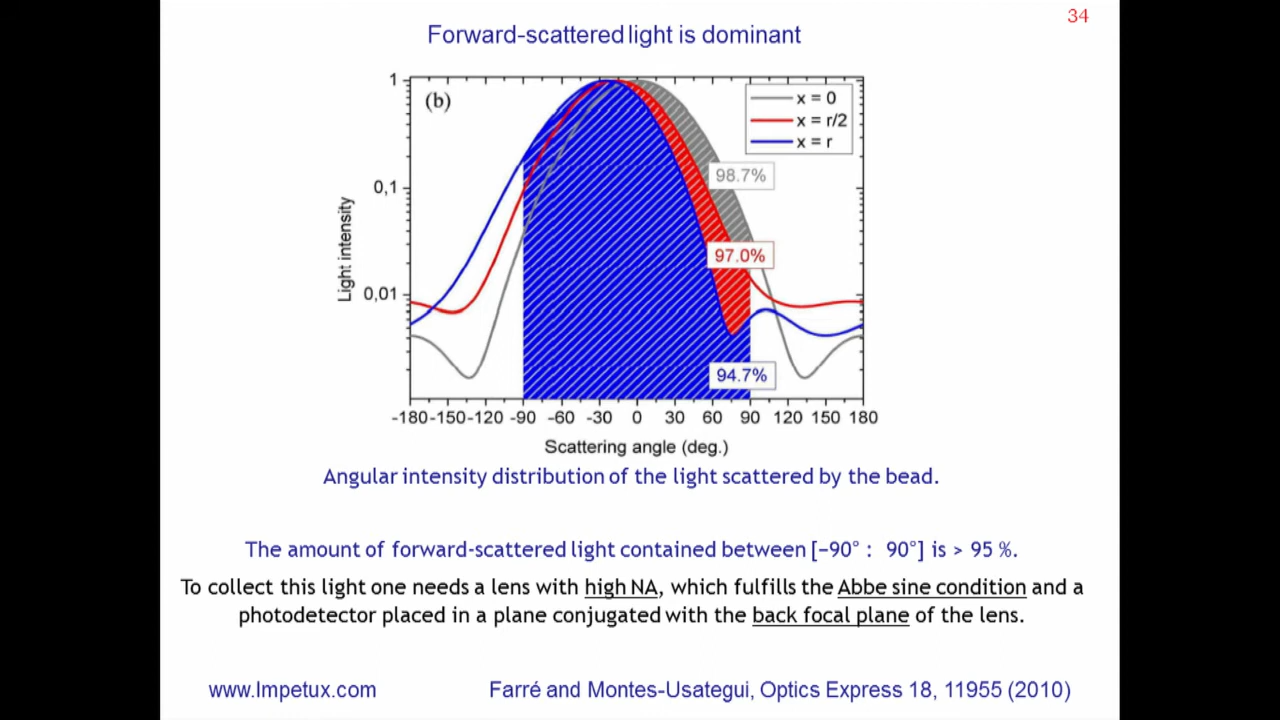 34
Forward-scattered light is dominant
(b)
x = 0
x = r/2
x = r
98.7%
97.0%
94.7%
Light intensity
1
0,1
0,01
-180 -150 -120 -90 -60 -30 0 30 60 90 120 150 180
Scattering angle (deg.)
Angular intensity distribution of the light scattered by the bead.
The amount of forward-scattered light contained between [−90° : 90°] is > 95 %.
To collect this light one needs a lens with high NA, which fulfills the Abbe sine condition and a
photodetector placed in a plane conjugated with the back focal plane of the lens.
www.Impetux.com
Farré and Montes-Usategui, Optics Express 18, 11955 (2010)